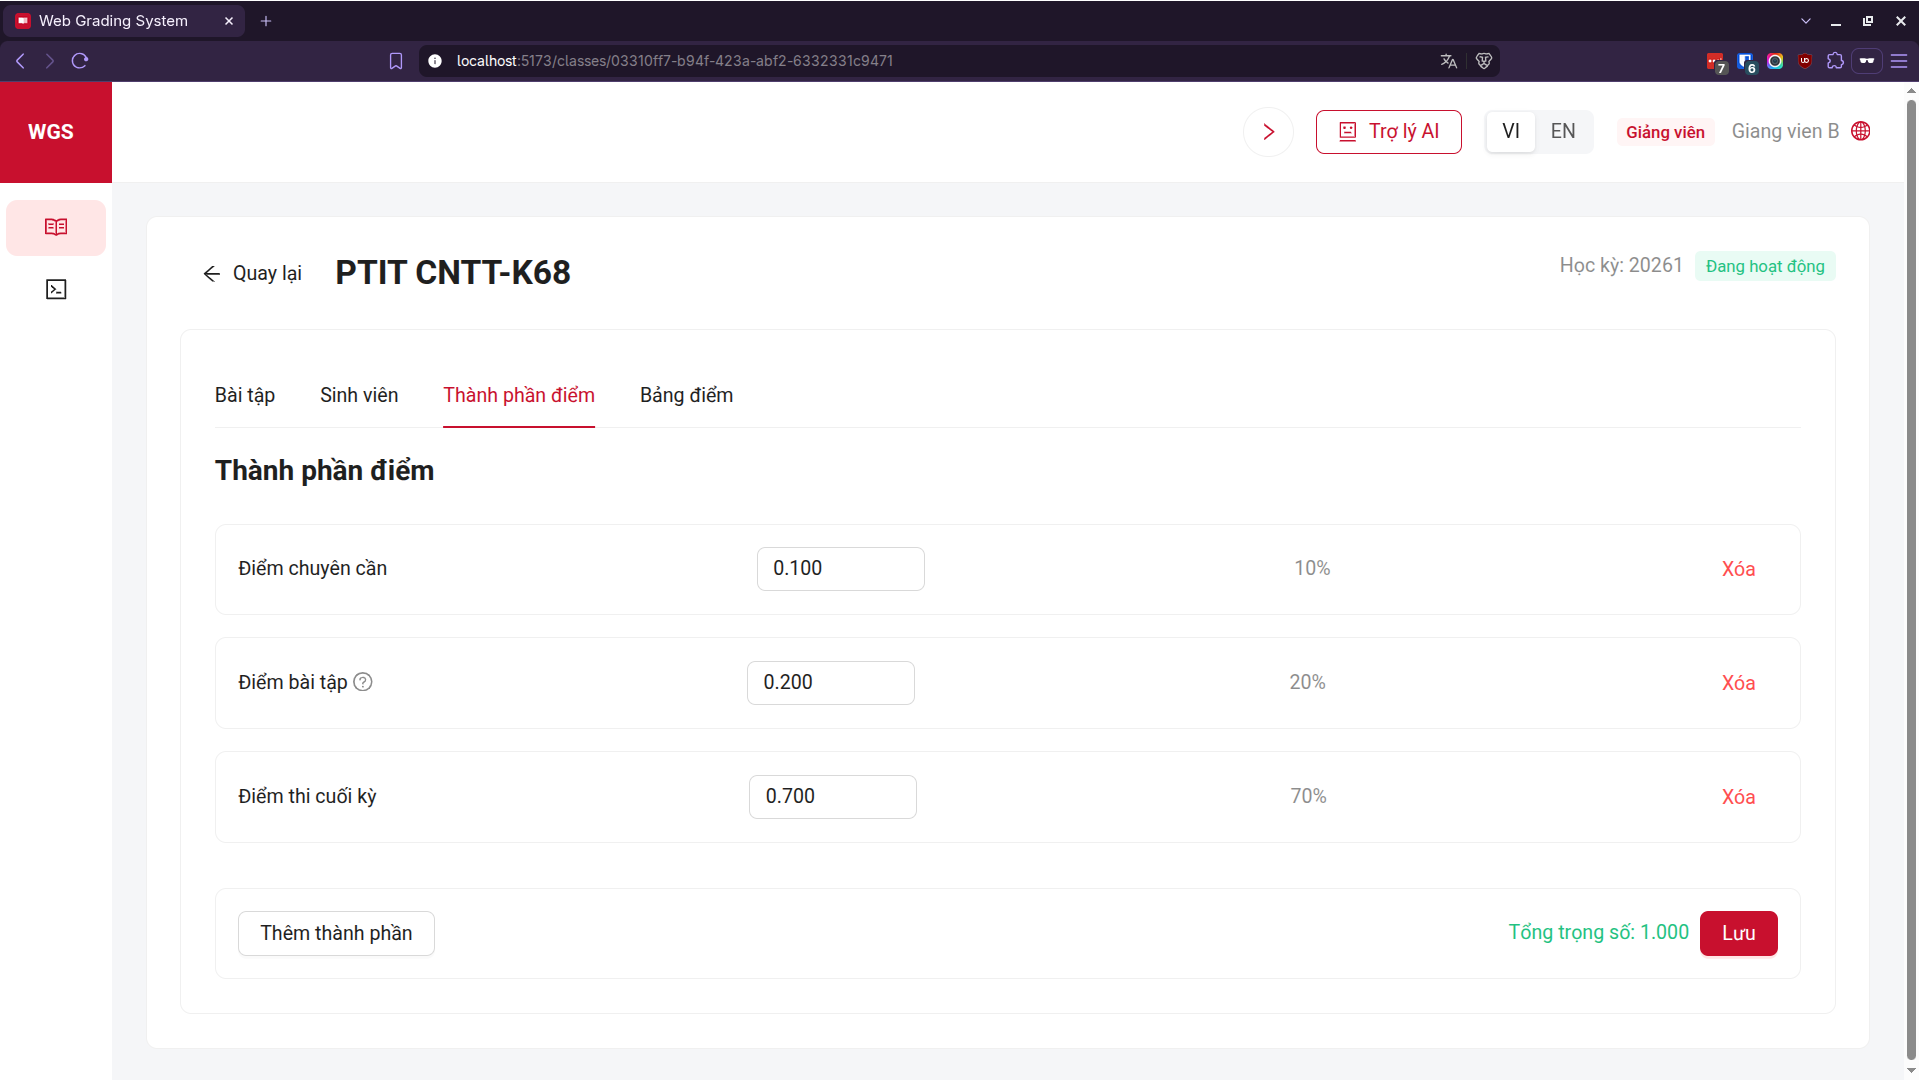 Web Grading System
localhost:5173/classes/03310ff7-b94f-423a-abf2-6332331c9471
7
6
WGS
Trợ lý AI
VI
EN
Giảng viên
Giang vien B
Quay lại
PTIT CNTT-K68
Học kỳ: 20261
Đang hoạt động
Bài tập
Sinh viên
Thành phần điểm
Bảng điểm
Thành phần điểm
Điểm chuyên cần
0.100
10%
Xóa
Điểm bài tập
0.200
20%
Xóa
Điểm thi cuối kỳ
0.700
70%
Xóa
Thêm thành phần
Tổng trọng số: 1.000
Lưu